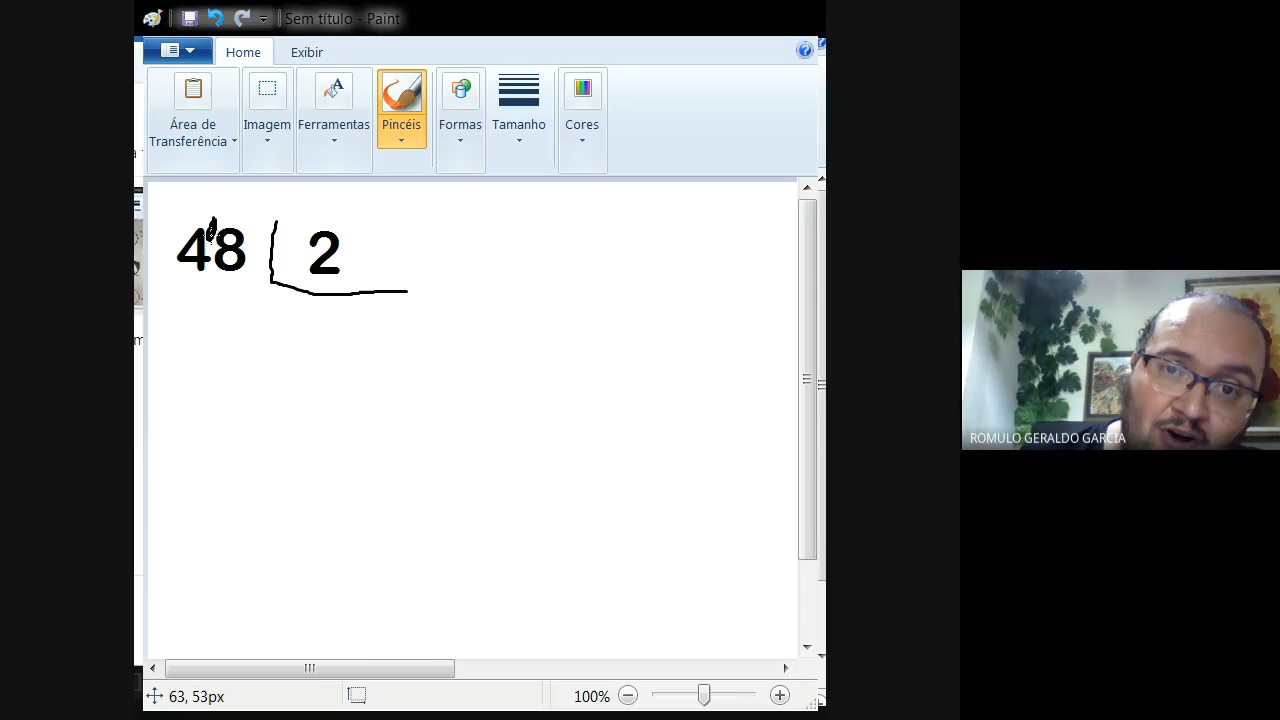 Sem título - Paint
Home Exibir
Área de Transferência
Imagem
Ferramentas
Pincéis
Formas
Tamanho
Cores
48 2
ROMULO GERALDO GARCIA
63, 53px
100%